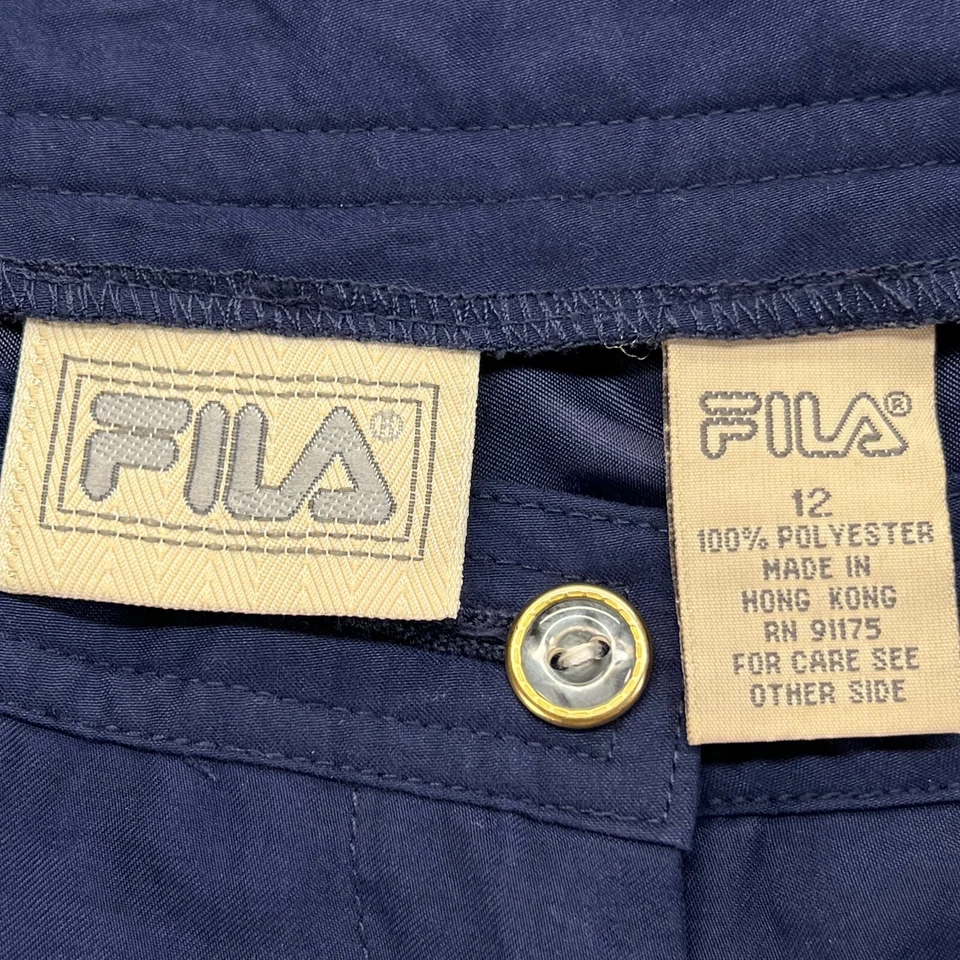 FILA®
FILA®
12
100% POLYESTER
MADE IN
HONG KONG
RN 91175
FOR CARE SEE
OTHER SIDE